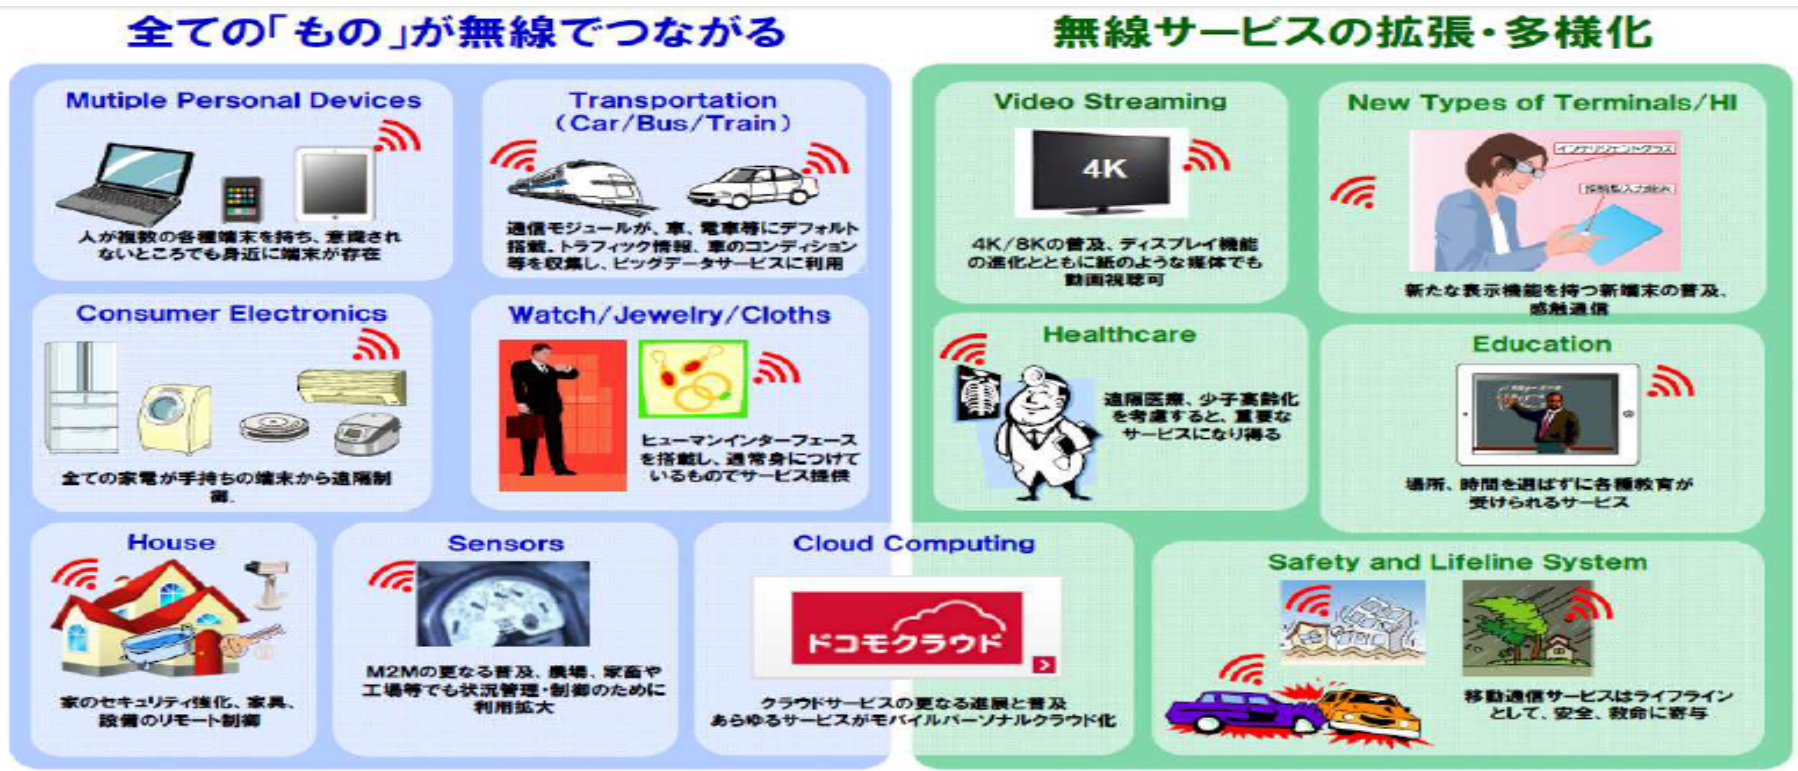 全ての「もの」が無線でつながる
Mutiple Personal Devices
人が複数の各種端末を持ち、意識され
ないところでも身近に端末が存在
Transportation
(Car/Bus/Train)
通信モジュールが、車、電車等にデフォルト
搭載。トラフィック情報、車のコンディション
等を収集し、ビッグデータサービスに利用
Consumer Electronics
全ての家電が手持ちの端末から遠隔制
御.
Watch/Jewelry/Cloths
ヒューマンインターフェース
を搭載し、通常身につけて
いるものでサービス提供
House
家のセキュリティ強化、家具、
設備のリモート制御
Sensors
M2Mの更なる普及、農場、家畜や
工場等でも状況管理・制御のために
利用拡大
Cloud Computing
ドコモクラウド
クラウドサービスの更なる進展と普及
あらゆるサービスがモバイルパーソナルクラウド化
無線サービスの拡張・多様化
Video Streaming
4K
4K/8Kの普及、ディスプレイ機能
の進化とともに紙のような媒体でも
動画視聴可
New Types of Terminals/HI
インテリジェントグラス
新たな表示機能を持つ新端末の普及、
感触通信
Healthcare
遠隔医療、少子高齢化
を考慮すると、重要な
サービスになり得る
Education
場所、時間を選ばずに各種教育が
受けられるサービス
Safety and Lifeline System
移動通信サービスはライフライン
として、安全、救命に寄与